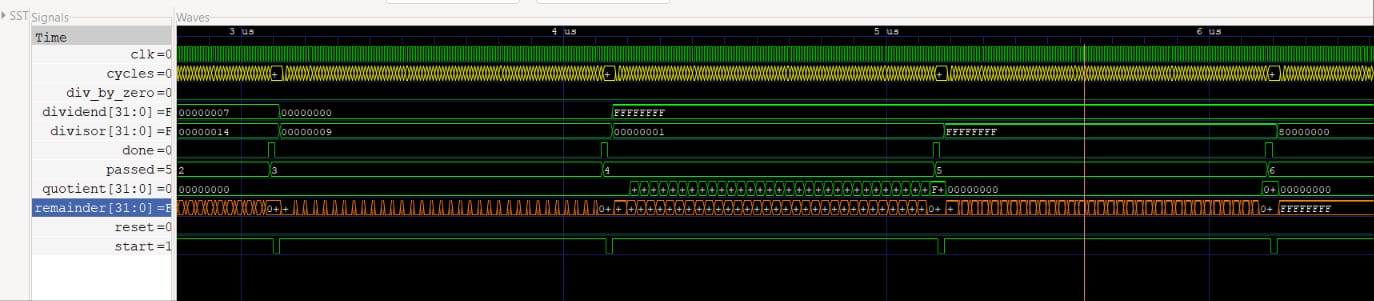 SST
Signals
Waves
Time
3 us 4 us 5 us 6 us
clk=0
cycles=0 + + + +
div_by_zero=0
dividend[31:0]=F 00000007 00000000 FFFFFFFF
divisor[31:0]=F 00000014 00000009 00000001 FFFFFFFF 80000000
done=0
passed=5 2 3 4 5 6
quotient[31:0]=0 00000000 F+ 00000000 0+ 00000000
remainder[31:0]=F 0+ + 0+ + 0+ + 0+ FFFFFFFF
reset=0
start=1